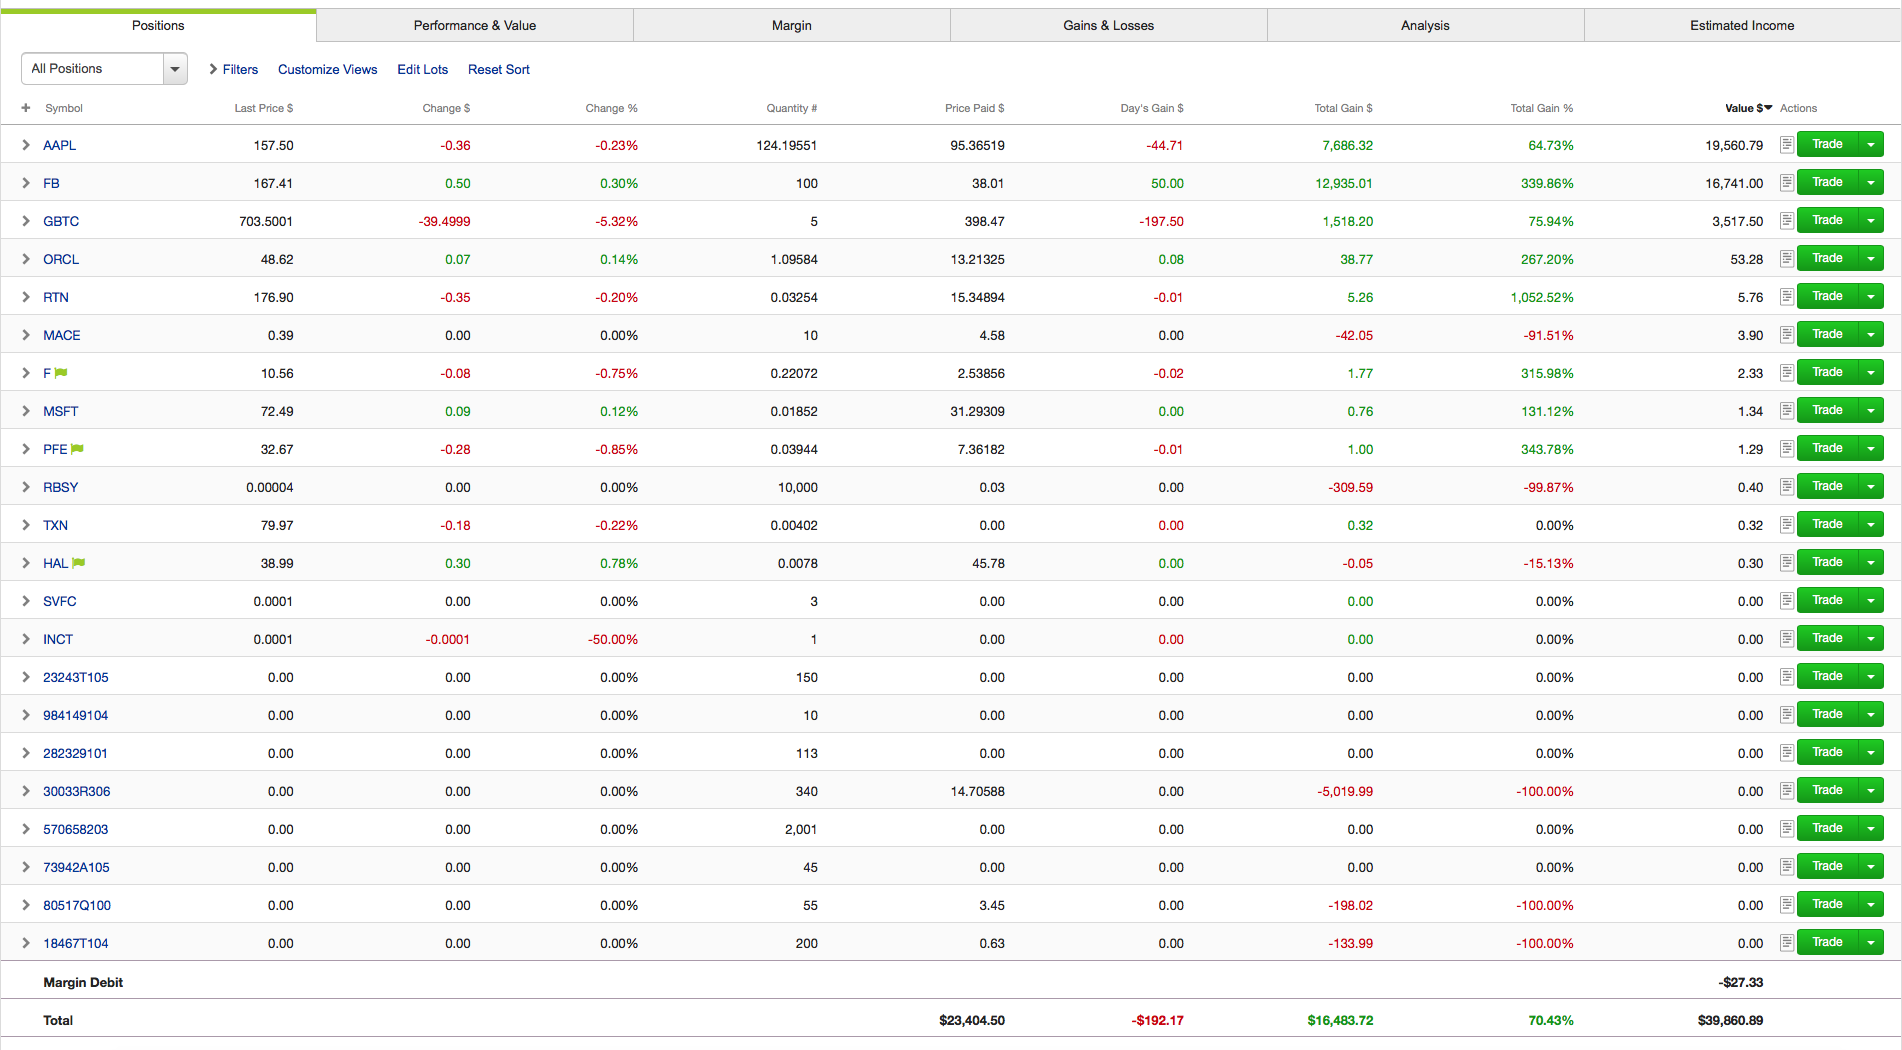 Positions Performance & Value Margin Gains & Losses Analysis Estimated Income
All Positions Filters Customize Views Edit Lots Reset Sort
+ Symbol Last Price $ Change $ Change % Quantity # Price Paid $ Day's Gain $ Total Gain $ Total Gain % Value $ Actions
AAPL 157.50 -0.36 -0.23% 124.19551 95.36519 -44.71 7,686.32 64.73% 19,560.79 Trade
FB 167.41 0.50 0.30% 100 38.01 50.00 12,935.01 339.86% 16,741.00 Trade
GBTC 703.5001 -39.4999 -5.32% 5 398.47 -197.50 1,518.20 75.94% 3,517.50 Trade
ORCL 48.62 0.07 0.14% 1.09584 13.21325 0.08 38.77 267.20% 53.28 Trade
RTN 176.90 -0.35 -0.20% 0.03254 15.34894 -0.01 5.26 1,052.52% 5.76 Trade
MACE 0.39 0.00 0.00% 10 4.58 0.00 -42.05 -91.51% 3.90 Trade
F 10.56 -0.08 -0.75% 0.22072 2.53856 -0.02 1.77 315.98% 2.33 Trade
MSFT 72.49 0.09 0.12% 0.01852 31.29309 0.00 0.76 131.12% 1.34 Trade
PFE 32.67 -0.28 -0.85% 0.03944 7.36182 -0.01 1.00 343.78% 1.29 Trade
RBSY 0.00004 0.00 0.00% 10,000 0.03 0.00 -309.59 -99.87% 0.40 Trade
TXN 79.97 -0.18 -0.22% 0.00402 0.00 0.00 0.32 0.00% 0.32 Trade
HAL 38.99 0.30 0.78% 0.0078 45.78 0.00 -0.05 -15.13% 0.30 Trade
SVFC 0.0001 0.00 0.00% 3 0.00 0.00 0.00 0.00% 0.00 Trade
INCT 0.0001 -0.0001 -50.00% 1 0.00 0.00 0.00 0.00% 0.00 Trade
23243T105 0.00 0.00 0.00% 150 0.00 0.00 0.00 0.00% 0.00 Trade
984149104 0.00 0.00 0.00% 10 0.00 0.00 0.00 0.00% 0.00 Trade
282329101 0.00 0.00 0.00% 113 0.00 0.00 0.00 0.00% 0.00 Trade
30033R306 0.00 0.00 0.00% 340 14.70588 0.00 -5,019.99 -100.00% 0.00 Trade
570658203 0.00 0.00 0.00% 2,001 0.00 0.00 0.00 0.00% 0.00 Trade
73942A105 0.00 0.00 0.00% 45 0.00 0.00 0.00 0.00% 0.00 Trade
80517Q100 0.00 0.00 0.00% 55 3.45 0.00 -198.02 -100.00% 0.00 Trade
18467T104 0.00 0.00 0.00% 200 0.63 0.00 -133.99 -100.00% 0.00 Trade
Margin Debit -$27.33
Total $23,404.50 -$192.17 $16,483.72 70.43% $39,860.89